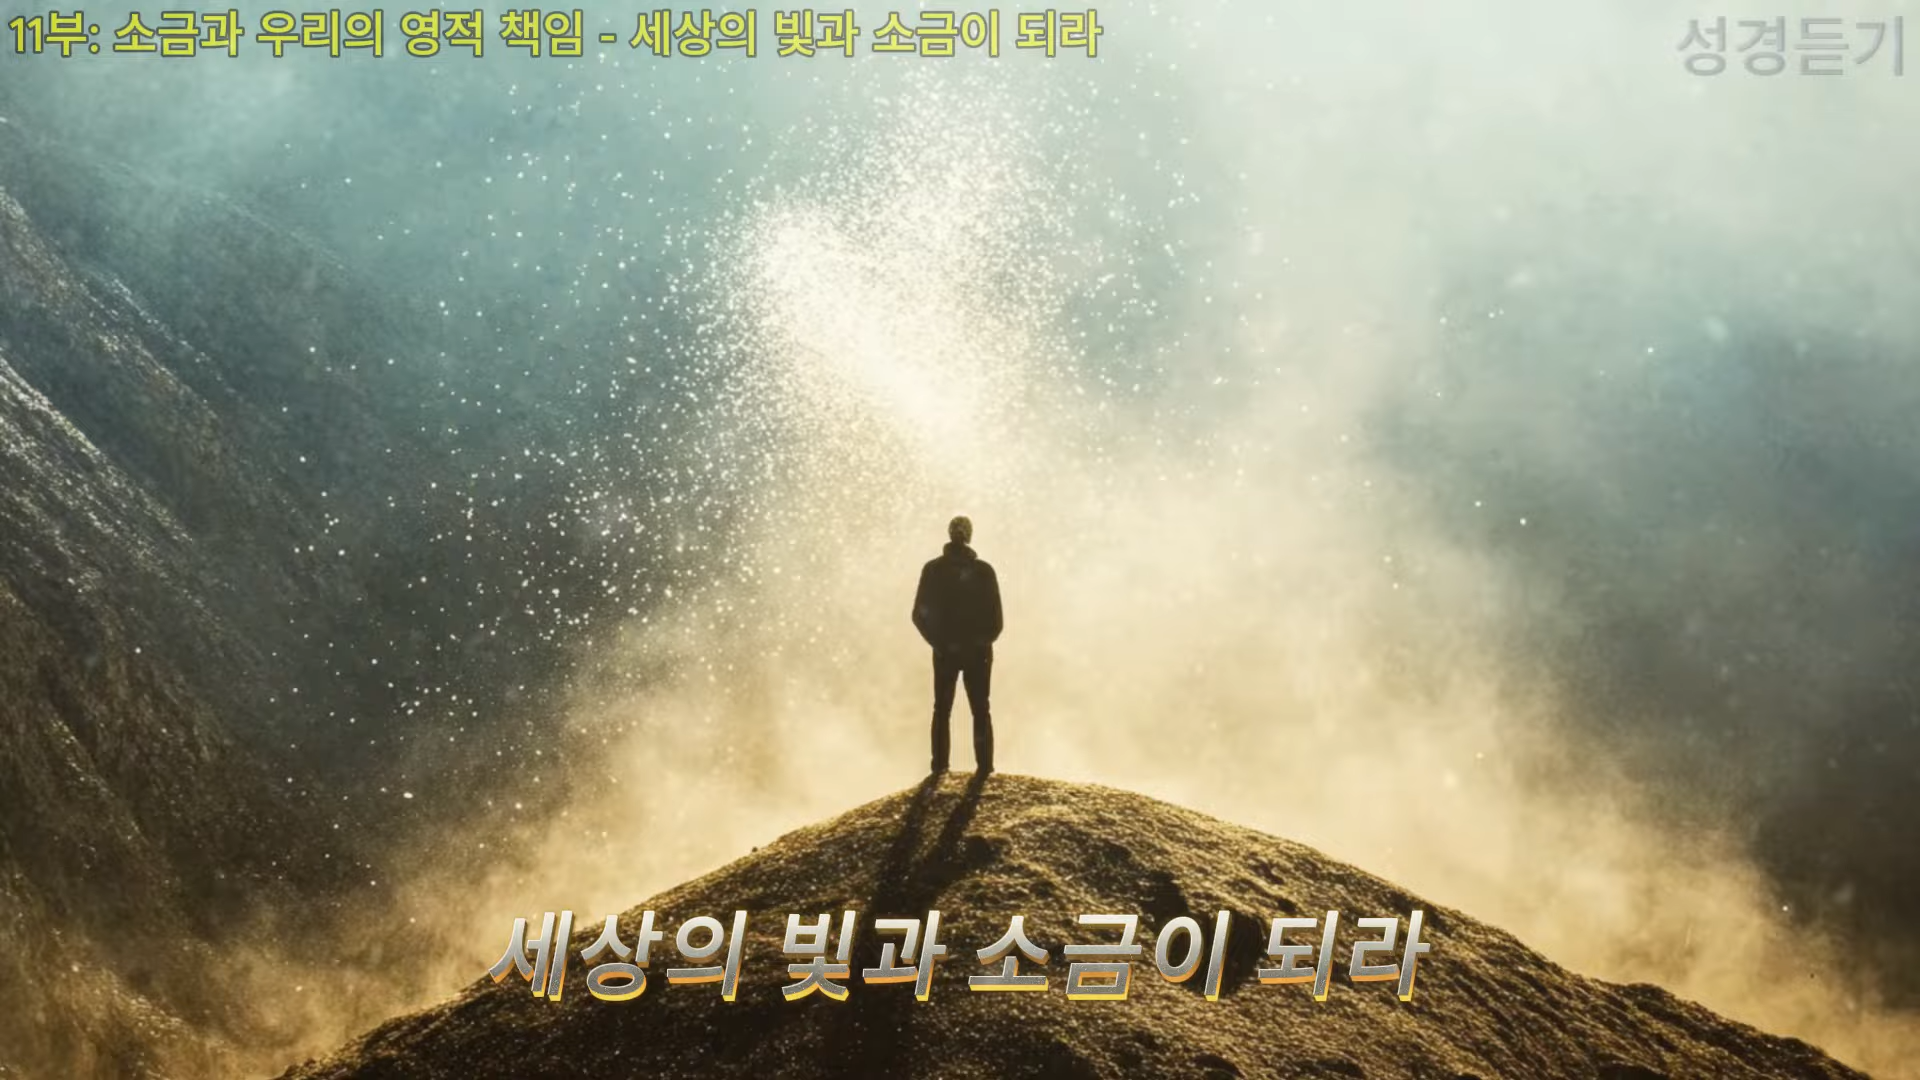 11부: 소금과 우리의 영적 책임 - 세상의 빛과 소금이 되라
성경듣기
세상의 빛과 소금이 되라